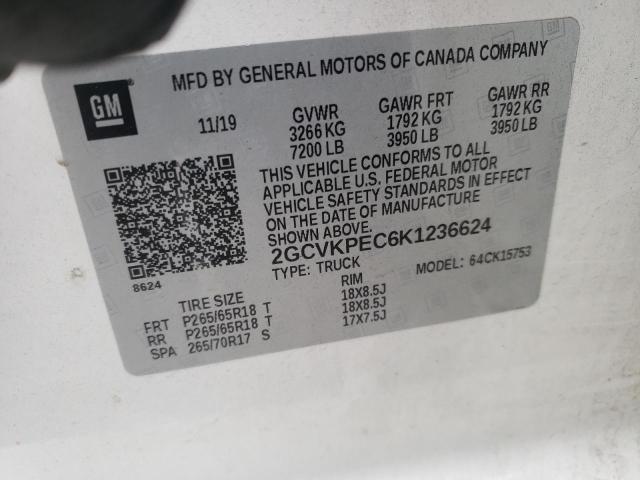 MFD BY GENERAL MOTORS OF CANADA COMPANY
GM
11/19 GVWR GAWR FRT GAWR RR
3266 KG 1792 KG 1792 KG
7200 LB 3950 LB 3950 LB
THIS VEHICLE CONFORMS TO ALL
APPLICABLE U.S. FEDERAL MOTOR
VEHICLE SAFETY STANDARDS IN EFFECT
ON THE DATE OF MANUFACTURE
SHOWN ABOVE.
2GCVKPEC6K1236624
8624 TYPE: TRUCK MODEL: 64CK15753
TIRE SIZE RIM
FRT P265/65R18 T 18X8.5J
RR P265/65R18 T 18X8.5J
SPA 265/70R17 S 17X7.5J